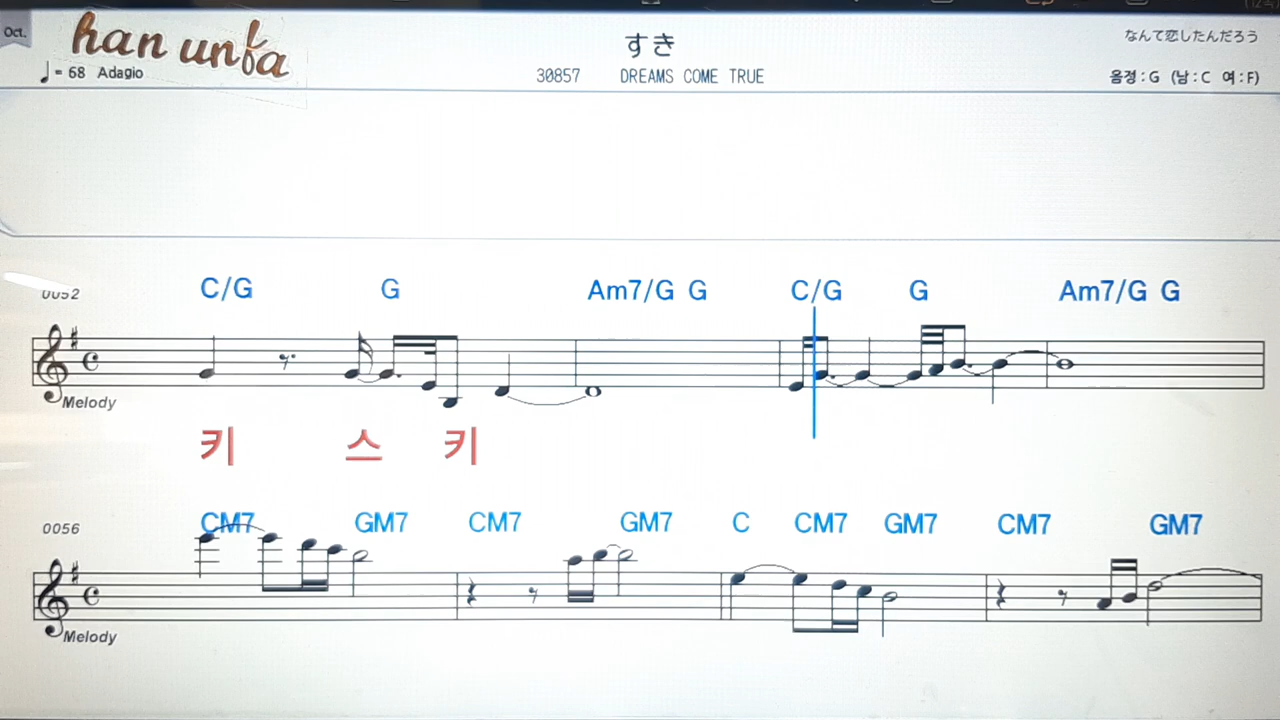 Oct.
han unfa
すき
なんて恋したんだろう
♩= 68 Adagio
30857 DREAMS COME TRUE
음정 : G (남 : C 여 : F)
0052 C/G G Am7/G G C/G G Am7/G G
Melody
키 스 키
0056 CM7 GM7 CM7 GM7 C CM7 GM7 CM7 GM7
Melody